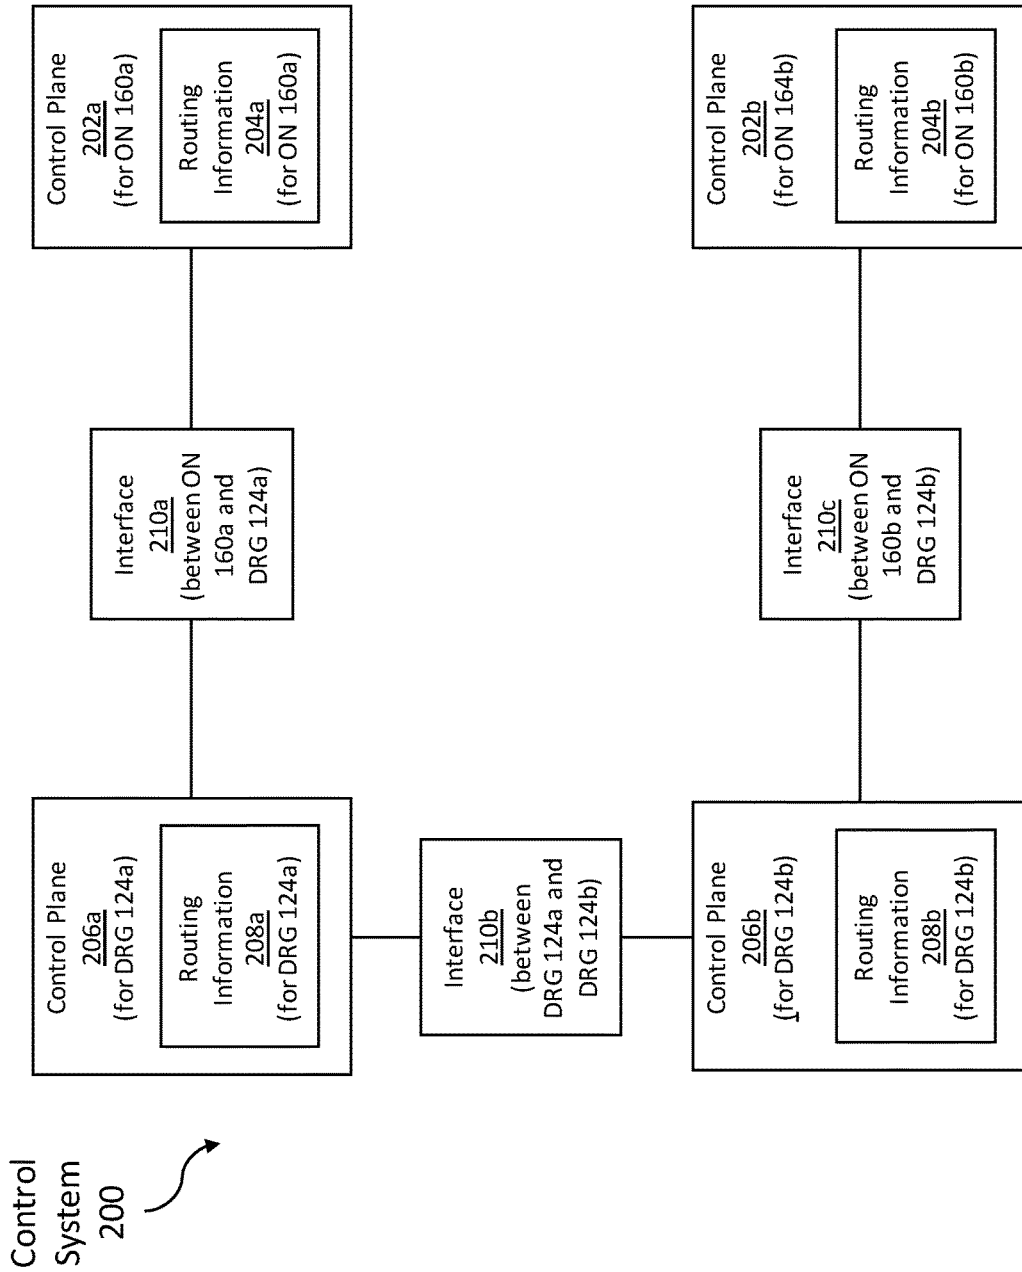 Control
System
200
Control Plane
206a
(for DRG 124a)
Routing
Information
208a
(for DRG 124a)
Interface
210a
(between ON
160a and
DRG 124a)
Control Plane
202a
(for ON 160a)
Routing
Information
204a
(for ON 160a)
Interface
210b
(between
DRG 124a and
DRG 124b)
Control Plane
206b
(for DRG 124b)
Routing
Information
208b
(for DRG 124b)
Interface
210c
(between ON
160b and
DRG 124b)
Control Plane
202b
(for ON 164b)
Routing
Information
204b
(for ON 160b)